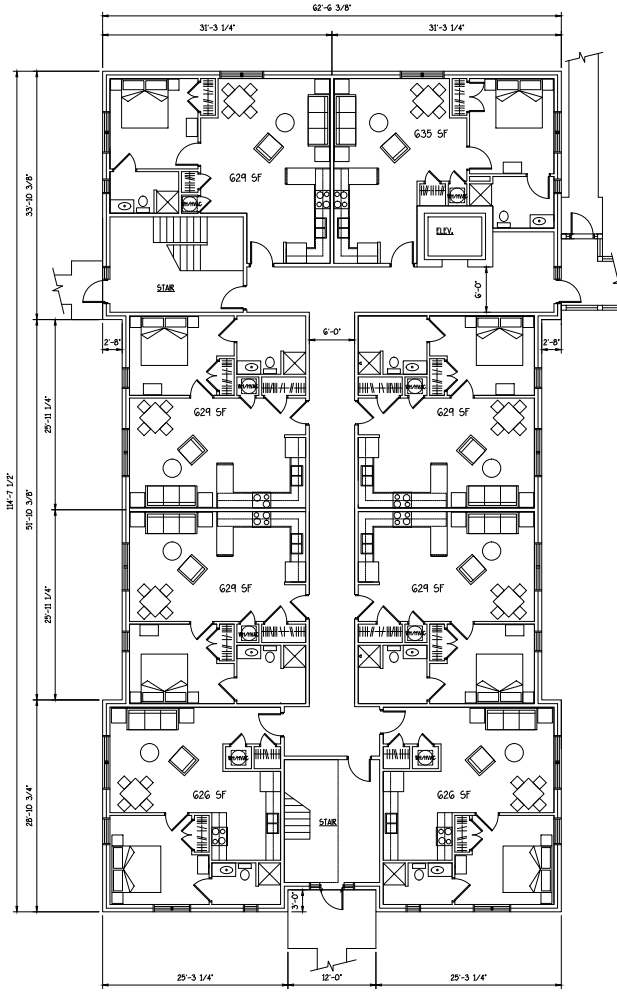 62'-6 3/8"
31'-3 1/4"
31'-3 1/4"
635 SF
629 SF
33'-10 3/8"
ELEV.
STAIR
6'-0"
2'-8"
6'-0"
2'-8"
629 SF
629 SF
25'-11 1/4"
114'-7 1/2"
51'-10 3/8"
25'-11 1/4"
629 SF
629 SF
28'-10 3/4"
626 SF
626 SF
STAIR
3'-0"
25'-3 1/4"
12'-0"
25'-3 1/4"